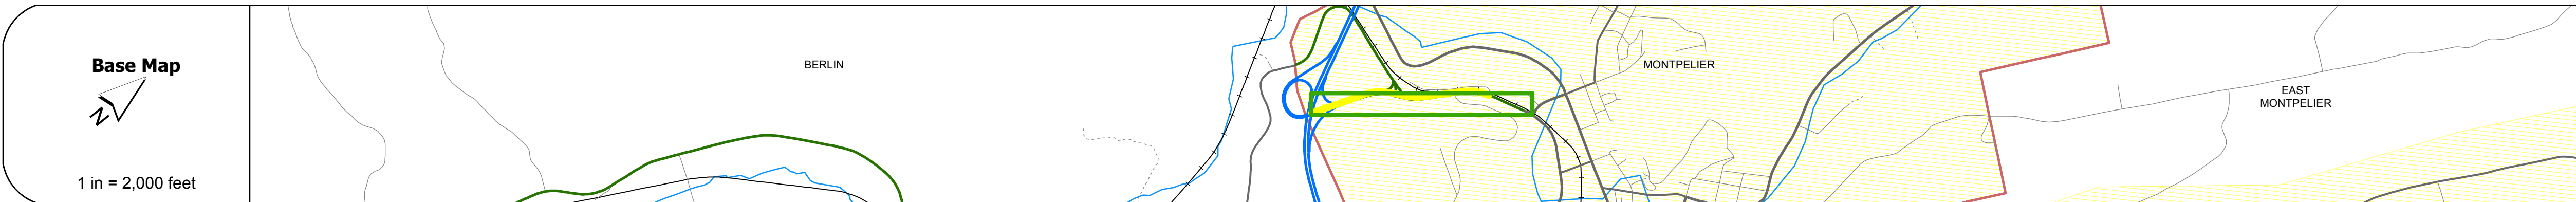 Base Map
N
1 in = 2,000 feet
BERLIN
MONTPELIER
EAST
MONTPELIER